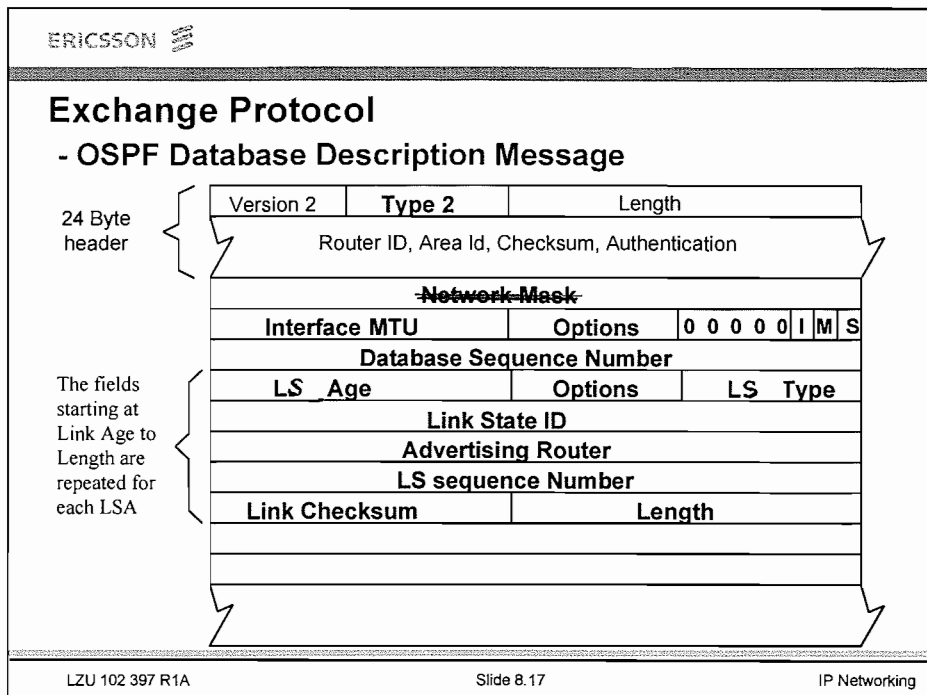 ERICSSON
Exchange Protocol
- OSPF Database Description Message
24 Byte
header
Version 2 Type 2 Length
Router ID, Area Id, Checksum, Authentication
Network Mask
Interface MTU Options 0 0 0 0 0 I M S
Database Sequence Number
The fields
starting at
Link Age to
Length are
repeated for
each LSA
LS Age Options LS Type
Link State ID
Advertising Router
LS sequence Number
Link Checksum Length
LZU 102 397 R1A Slide 8.17 IP Networking